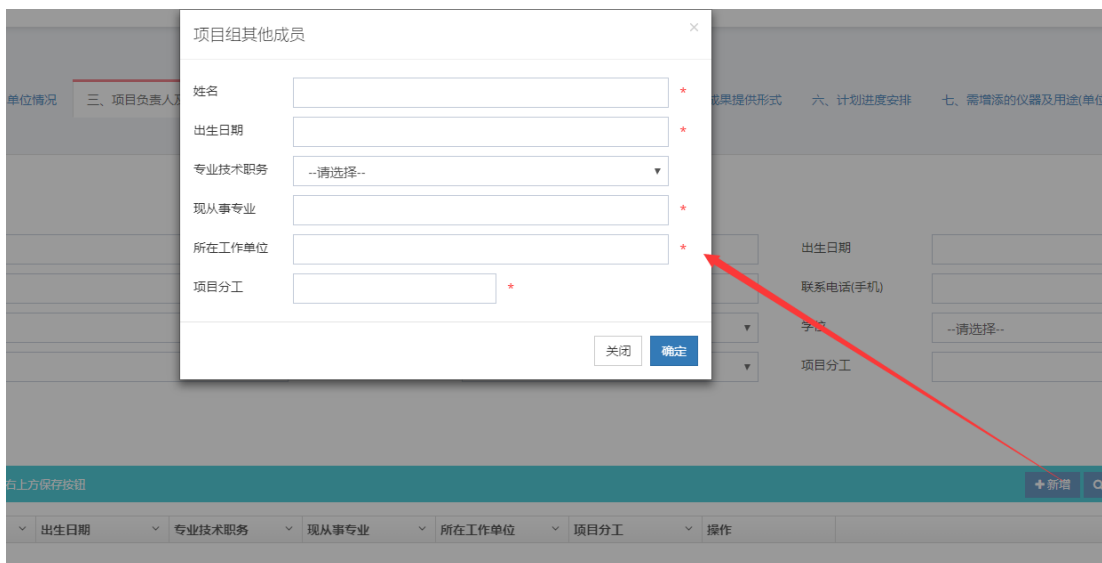 项目组其他成员
×
姓名
*
单位情况 三、项目负责人及 成果提供形式 六、计划进度安排 七、需增添的仪器及用途(单位
出生日期
*
专业技术职务
--请选择--
现从事专业
*
所在工作单位
*
出生日期
项目分工
*
联系电话(手机)
学位
--请选择--
关闭 确定
项目分工
右上方保存按钮
+新增
出生日期 专业技术职务 现从事专业 所在工作单位 项目分工 操作